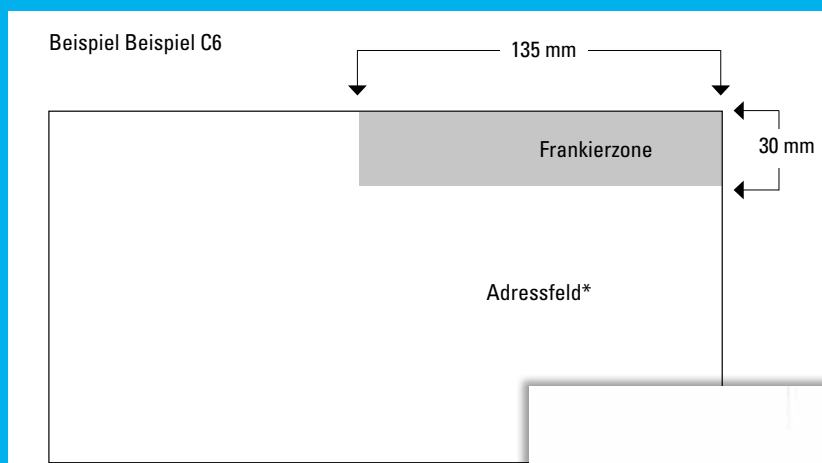 Beispiel Beispiel C6
135 mm
Frankierzone
30 mm
Adressfeld*